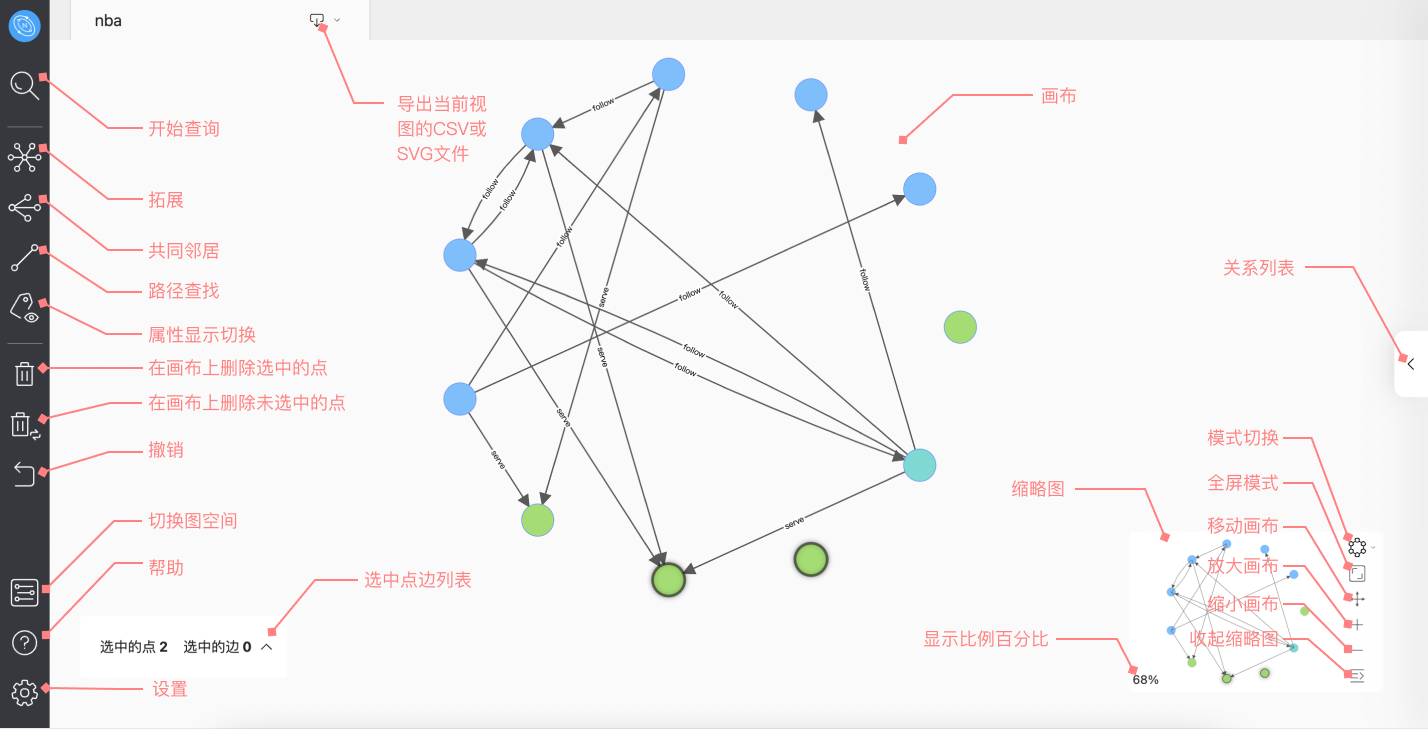 nba
导出当前视
图的CSV或
SVG文件
画布
开始查询
拓展
共同邻居
路径查找
属性显示切换
在画布上删除选中的点
在画布上删除未选中的点
撤销
切换图空间
帮助
设置
选中点边列表
选中的点 2 选中的边 0
follow
follow
follow
follow
follow
follow
follow
follow
follow
serve
serve
serve
serve
serve
关系列表
缩略图
模式切换
全屏模式
移动画布
放大画布
缩小画布
收起缩略图
显示比例百分比
68%